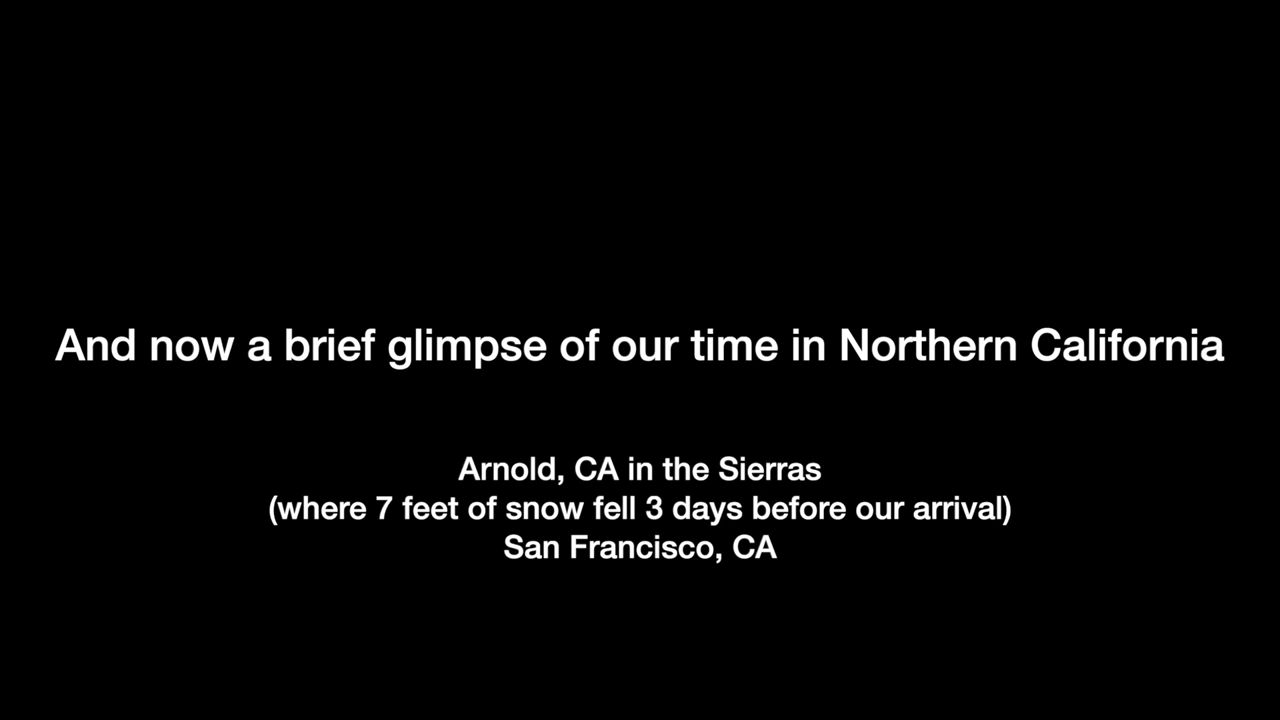 And now a brief glimpse of our time in Northern California
Arnold, CA in the Sierras
(where 7 feet of snow fell 3 days before our arrival)
San Francisco, CA